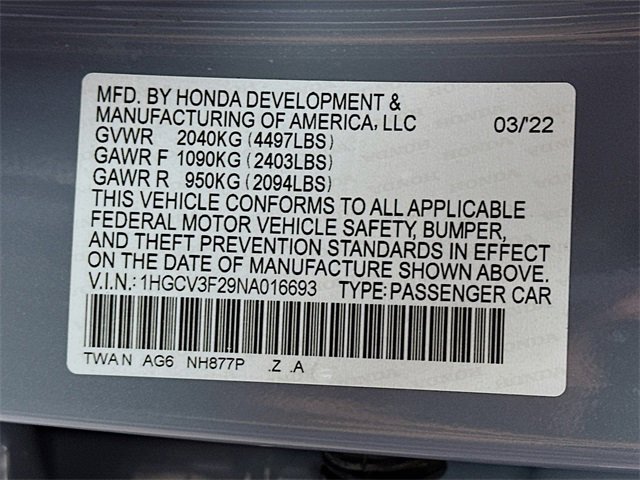 MFD. BY HONDA DEVELOPMENT &
MANUFACTURING OF AMERICA, LLC 03/'22
GVWR 2040KG (4497LBS)
GAWR F 1090KG (2403LBS)
GAWR R 950KG (2094LBS)
THIS VEHICLE CONFORMS TO ALL APPLICABLE
FEDERAL MOTOR VEHICLE SAFETY, BUMPER,
AND THEFT PREVENTION STANDARDS IN EFFECT
ON THE DATE OF MANUFACTURE SHOWN ABOVE.
V.I.N.: 1HGCV3F29NA016693 TYPE: PASSENGER CAR
TWAN AG6 NH877P .Z .A